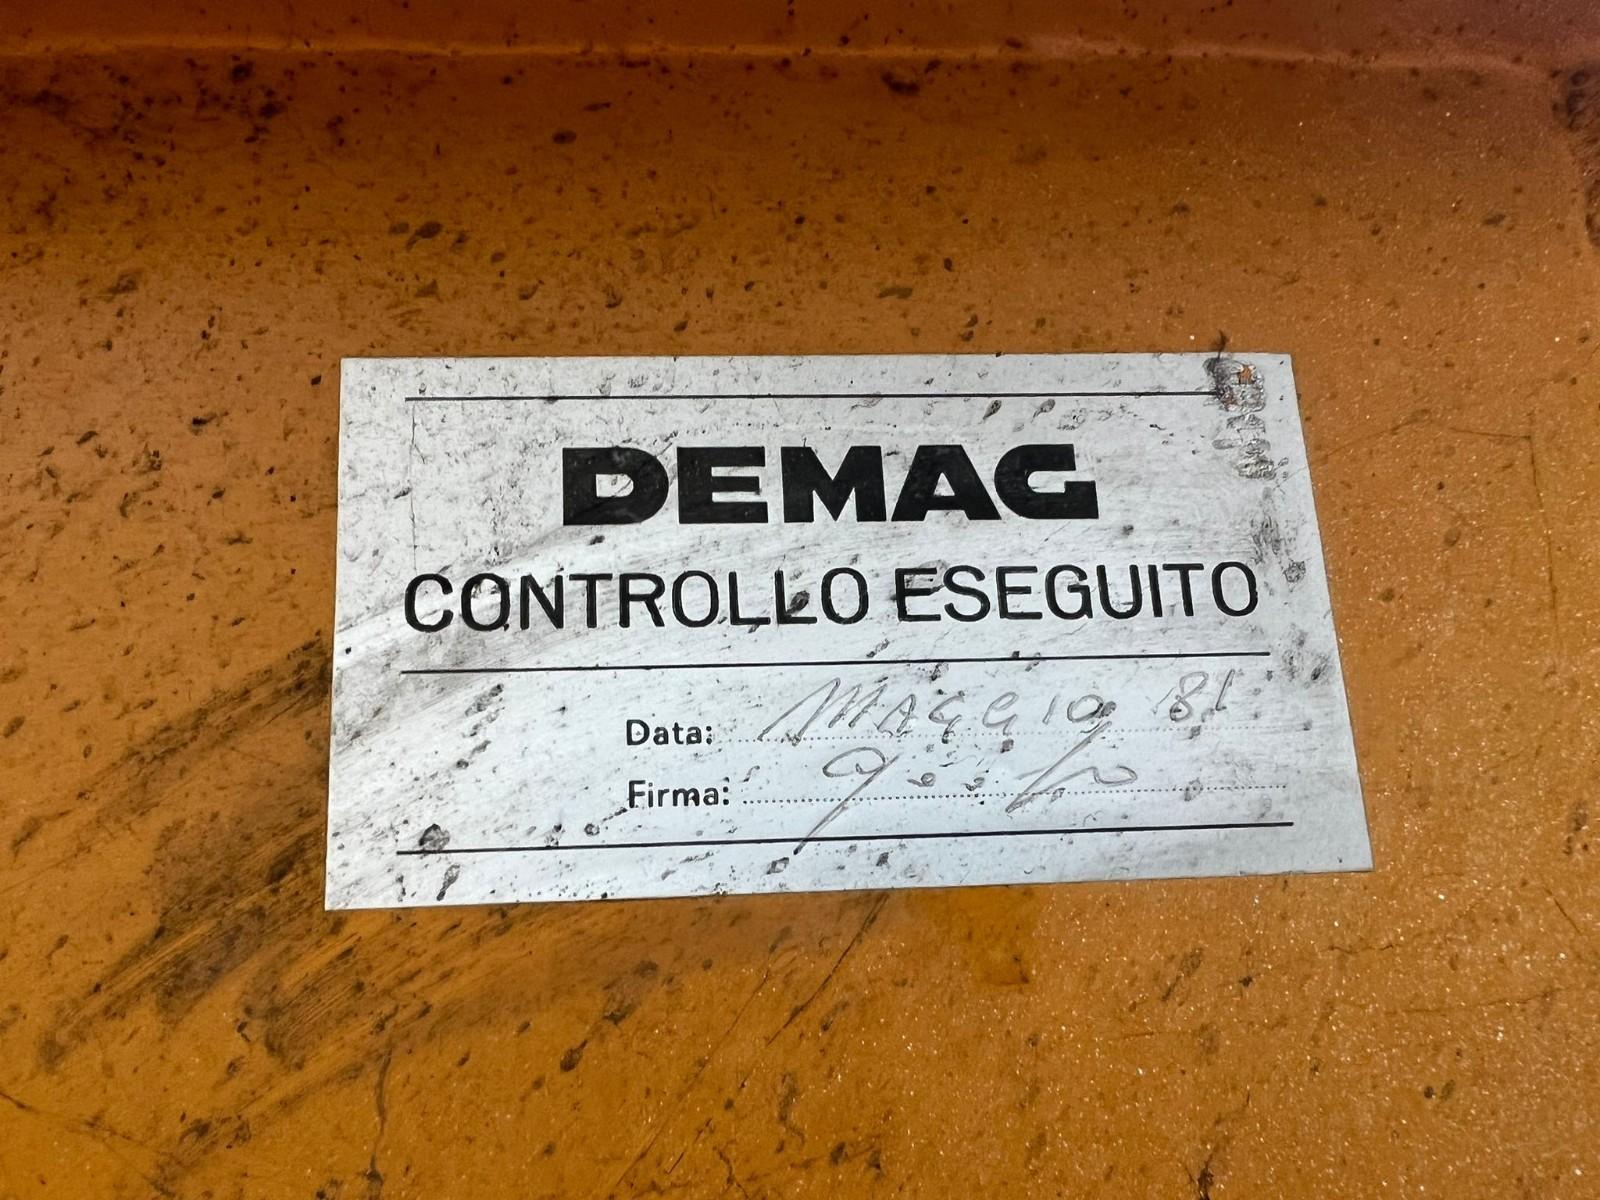 DEMAG
CONTROLLO ESEGUITO
Data: MAGGIO 81
Firma: